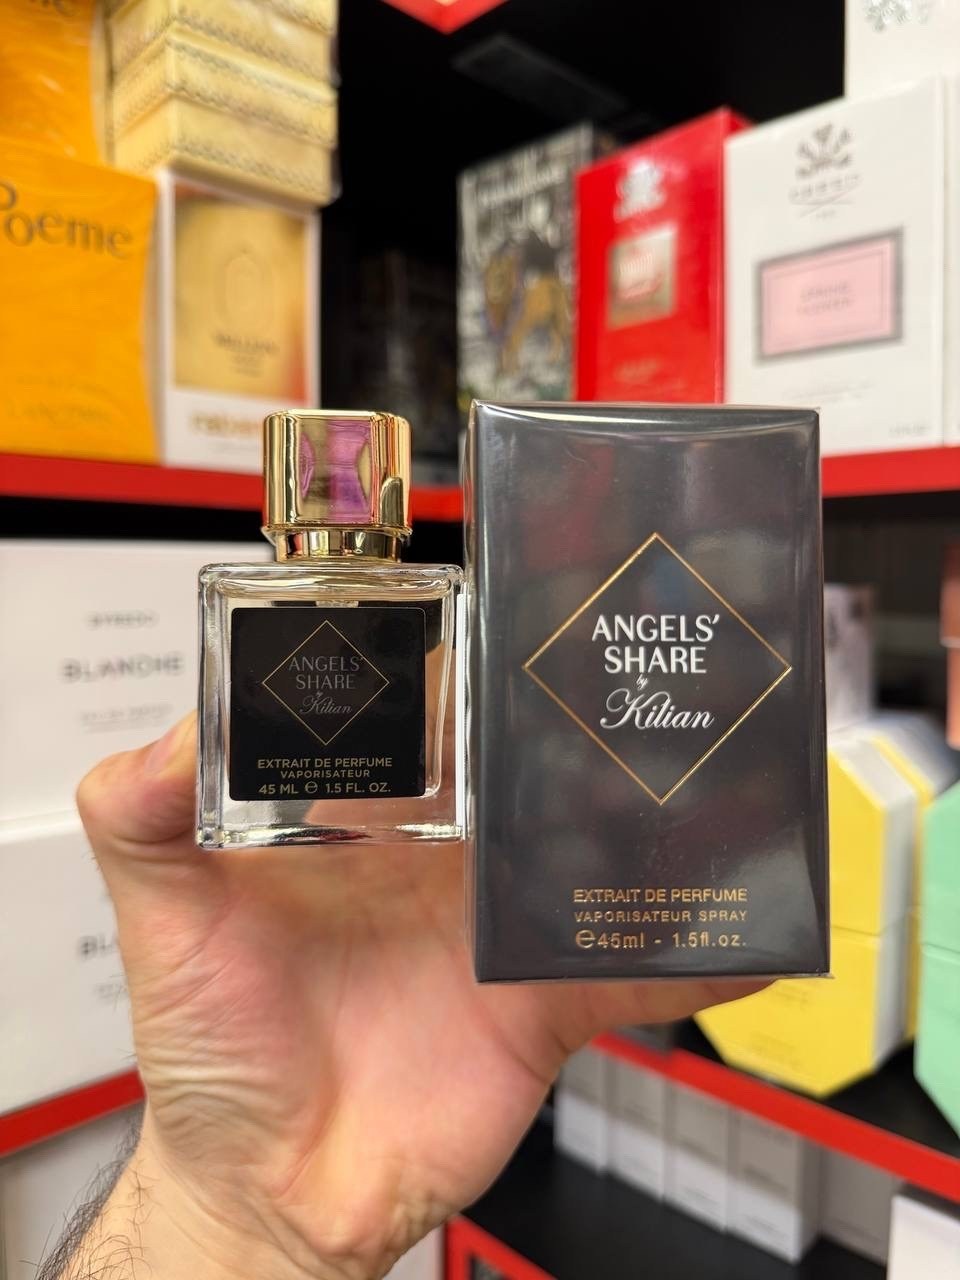 Poeme
BYREDO
BLANCHE
CREED
ANGELS'
SHARE
by
Kilian
EXTRAIT DE PERFUME
VAPORISATEUR
45 ML ℮ 1.5 FL. OZ.
ANGELS'
SHARE
by
Kilian
EXTRAIT DE PERFUME
VAPORISATEUR SPRAY
℮45ml - 1.5fl.oz.